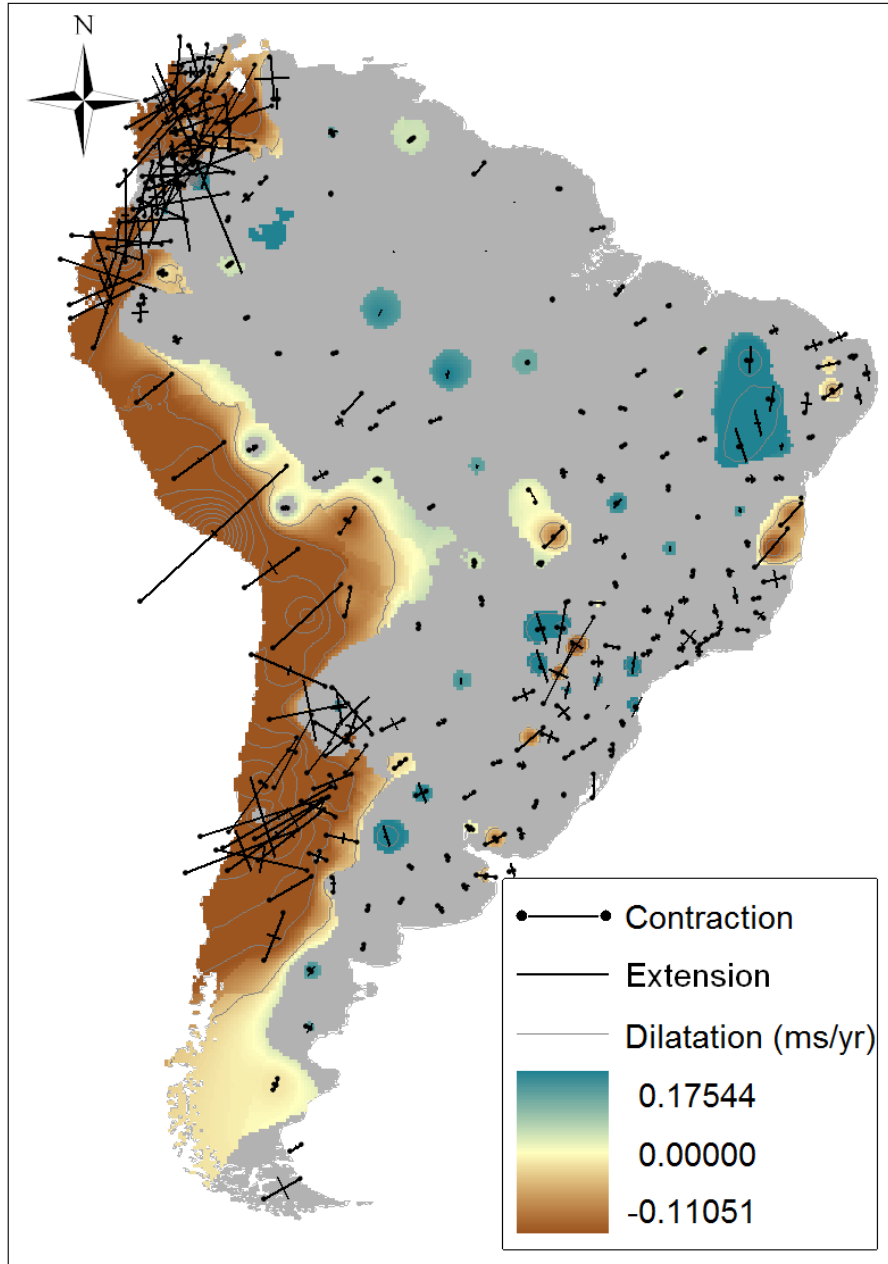 N
Contraction
Extension
Dilatation (ms/yr)
0.17544
0.00000
-0.11051